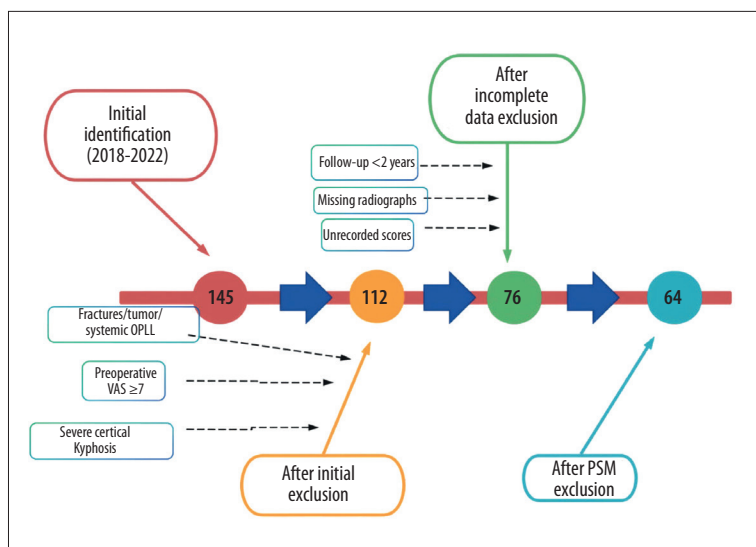 Initial
identification
(2018-2022)
After
incomplete
data exclusion
Follow-up <2 years
Missing radiographs
Unrecorded scores
145
112
76
64
Fractures/tumor/
systemic OPLL
Preoperative
VAS ≥7
Severe certical
Kyphosis
After initial
exclusion
After PSM
exclusion